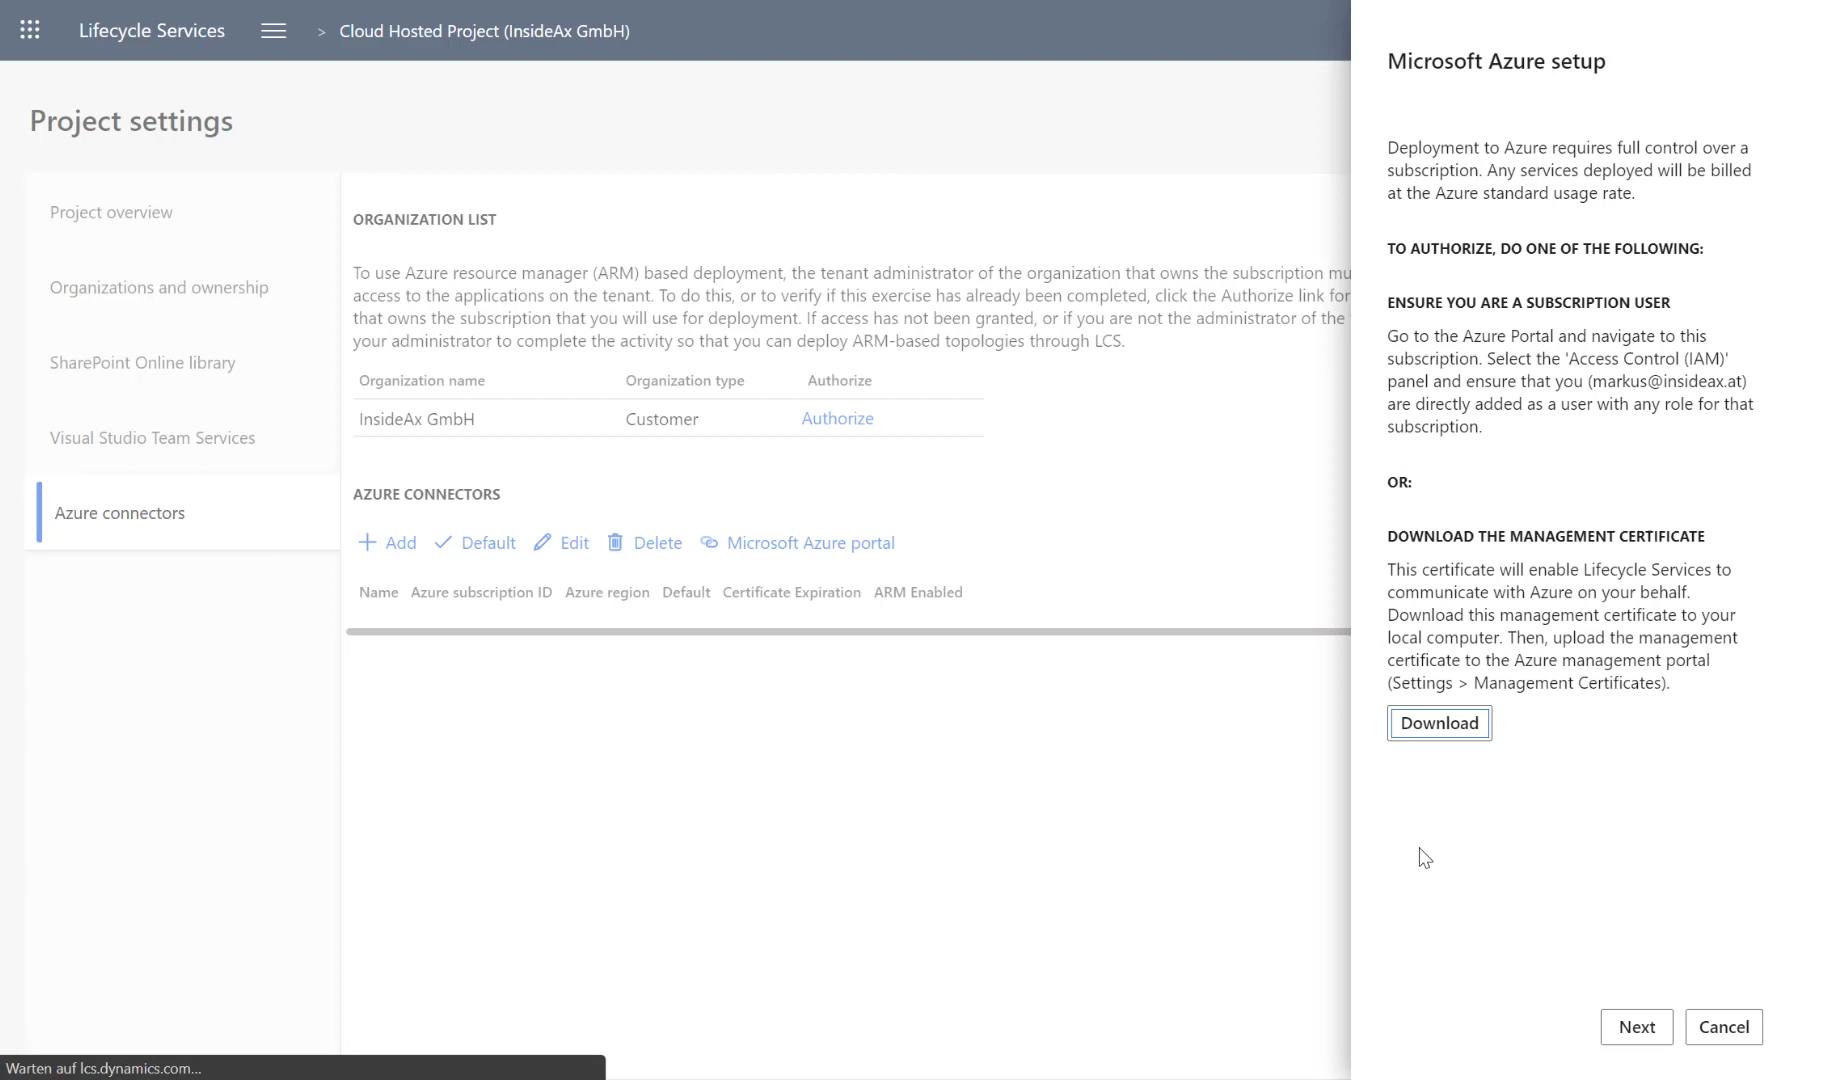 Lifecycle Services
> Cloud Hosted Project (InsideAx GmbH)
Project settings
Project overview
Organizations and ownership
SharePoint Online library
Visual Studio Team Services
Azure connectors
ORGANIZATION LIST
To use Azure resource manager (ARM) based deployment, the tenant administrator of the organization that owns the subscription mu
access to the applications on the tenant. To do this, or to verify if this exercise has already been completed, click the Authorize link for
that owns the subscription that you will use for deployment. If access has not been granted, or if you are not the administrator of the
your administrator to complete the activity so that you can deploy ARM-based topologies through LCS.
Organization name Organization type Authorize
InsideAx GmbH Customer Authorize
AZURE CONNECTORS
Add Default Edit Delete Microsoft Azure portal
Name Azure subscription ID Azure region Default Certificate Expiration ARM Enabled
Warten auf lcs.dynamics.com...
Microsoft Azure setup
Deployment to Azure requires full control over a
subscription. Any services deployed will be billed
at the Azure standard usage rate.
TO AUTHORIZE, DO ONE OF THE FOLLOWING:
ENSURE YOU ARE A SUBSCRIPTION USER
Go to the Azure Portal and navigate to this
subscription. Select the 'Access Control (IAM)'
panel and ensure that you (markus@insideax.at)
are directly added as a user with any role for that
subscription.
OR:
DOWNLOAD THE MANAGEMENT CERTIFICATE
This certificate will enable Lifecycle Services to
communicate with Azure on your behalf.
Download this management certificate to your
local computer. Then, upload the management
certificate to the Azure management portal
(Settings > Management Certificates).
Download
Next Cancel